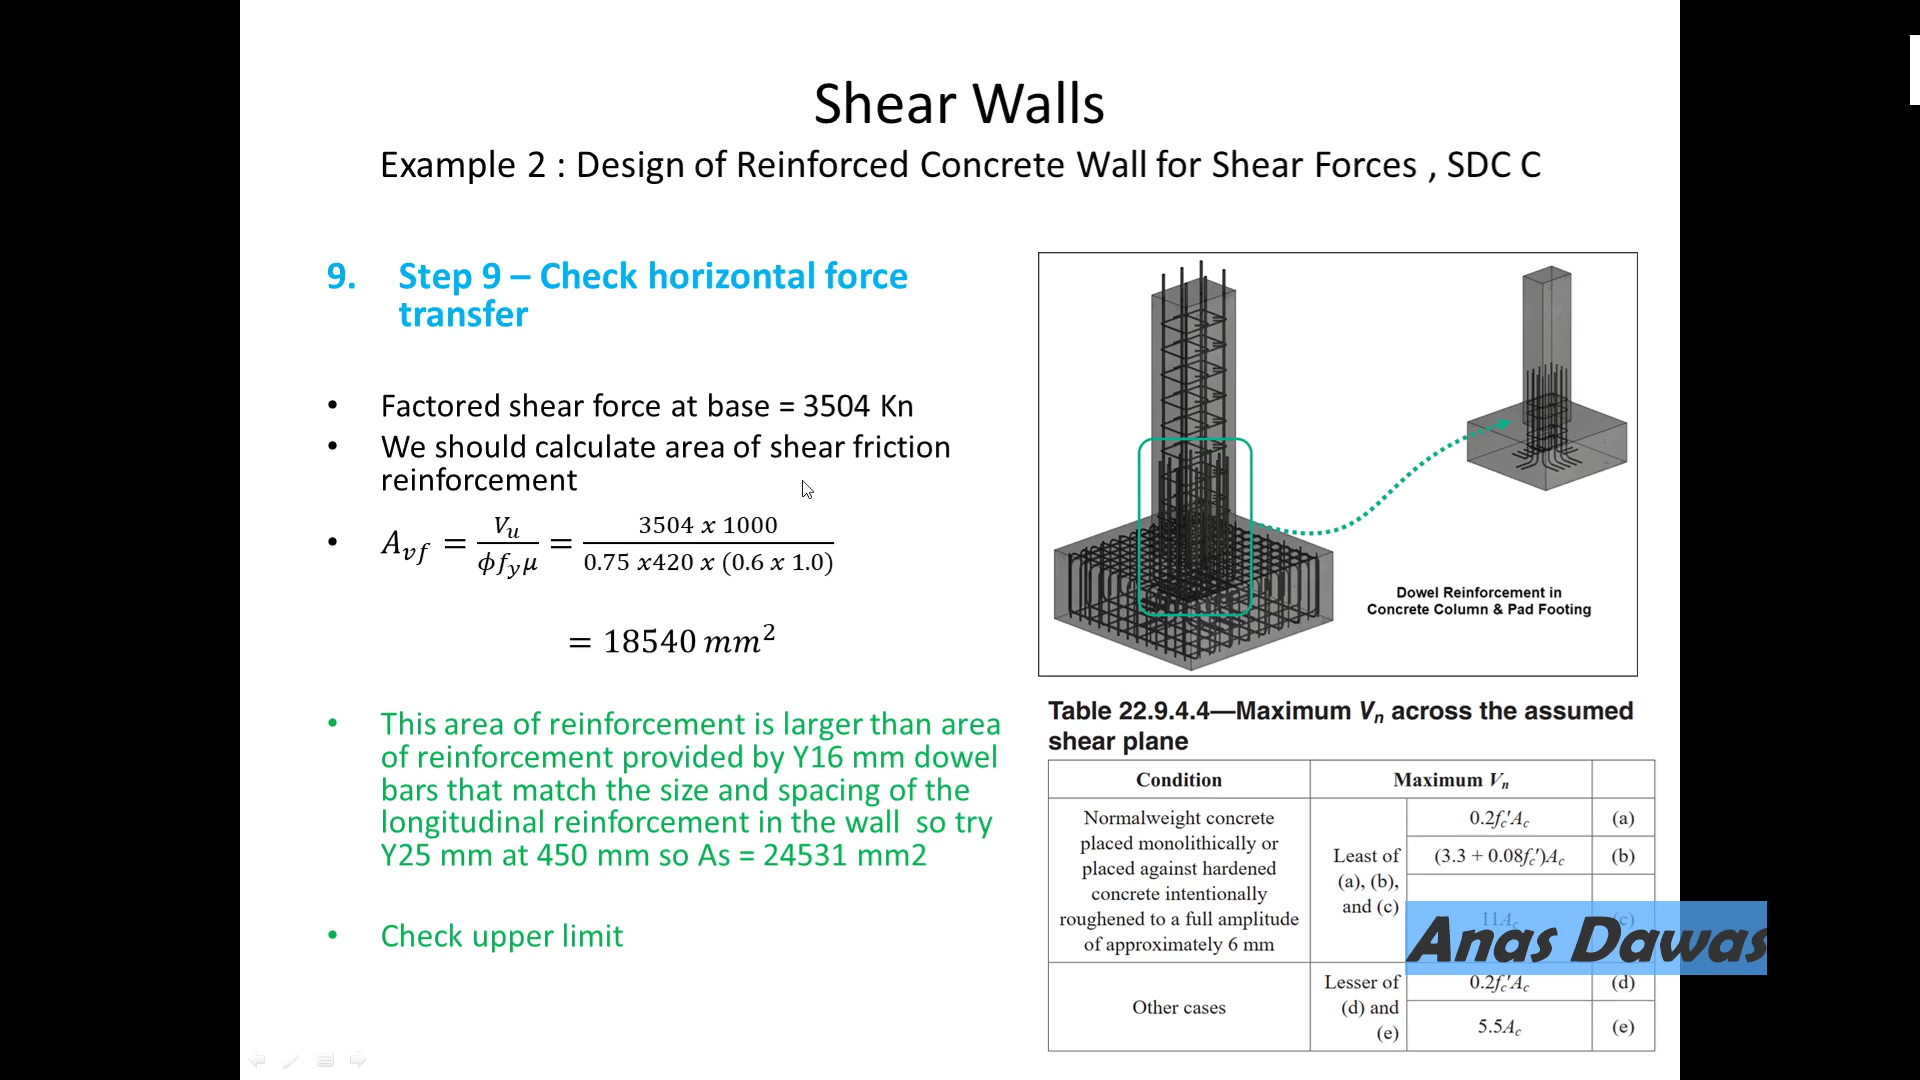 Shear Walls
Example 2 : Design of Reinforced Concrete Wall for Shear Forces , SDC C
9. Step 9 – Check horizontal force
transfer
• Factored shear force at base = 3504 Kn
• We should calculate area of shear friction
reinforcement
• A_vf = V_u / ϕf_yμ = 3504 x 1000 / 0.75 x420 x (0.6 x 1.0)
= 18540 mm²
• This area of reinforcement is larger than area
of reinforcement provided by Y16 mm dowel
bars that match the size and spacing of the
longitudinal reinforcement in the wall so try
Y25 mm at 450 mm so As = 24531 mm2
• Check upper limit
Dowel Reinforcement in
Concrete Column & Pad Footing
Table 22.9.4.4—Maximum Vn across the assumed
shear plane
Condition Maximum Vn
Normalweight concrete
placed monolithically or
placed against hardened
concrete intentionally
roughened to a full amplitude
of approximately 6 mm
Least of
(a), (b),
and (c)
0.2fc′Ac (a)
(3.3 + 0.08fc′)Ac (b)
11Ac (c)
Anas Dawas
Other cases
Lesser of
(d) and
(e)
0.2fc′Ac (d)
5.5Ac (e)